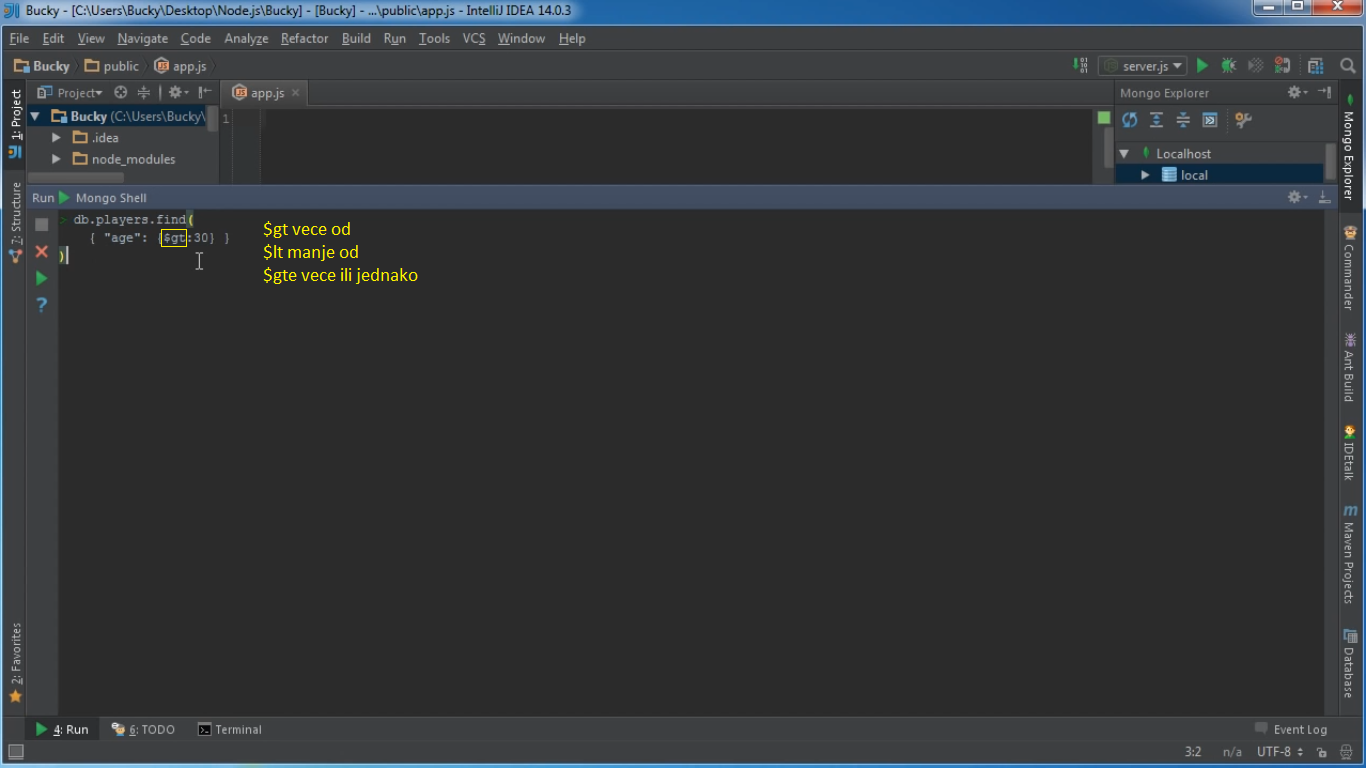 Bucky - [C:\Users\Bucky\Desktop\Node.js\Bucky] - [Bucky] - ...\public\app.js - IntelliJ IDEA 14.0.3
File Edit View Navigate Code Analyze Refactor Build Run Tools VCS Window Help
Bucky public app.js server.js
1: Project
Project app.js Mongo Explorer
Bucky (C:\Users\Bucky\
1
.idea
node_modules
Localhost
local
Mongo Explorer
7: Structure
Run Mongo Shell
> db.players.find(
{ "age": {$gt:30} }
)
$gt vece od
$lt manje od
$gte vece ili jednako
?
Commander
Ant Build
IDEtalk
m Maven Projects
Database
2: Favorites
4: Run 6: TODO Terminal Event Log
3:2 n/a UTF-8